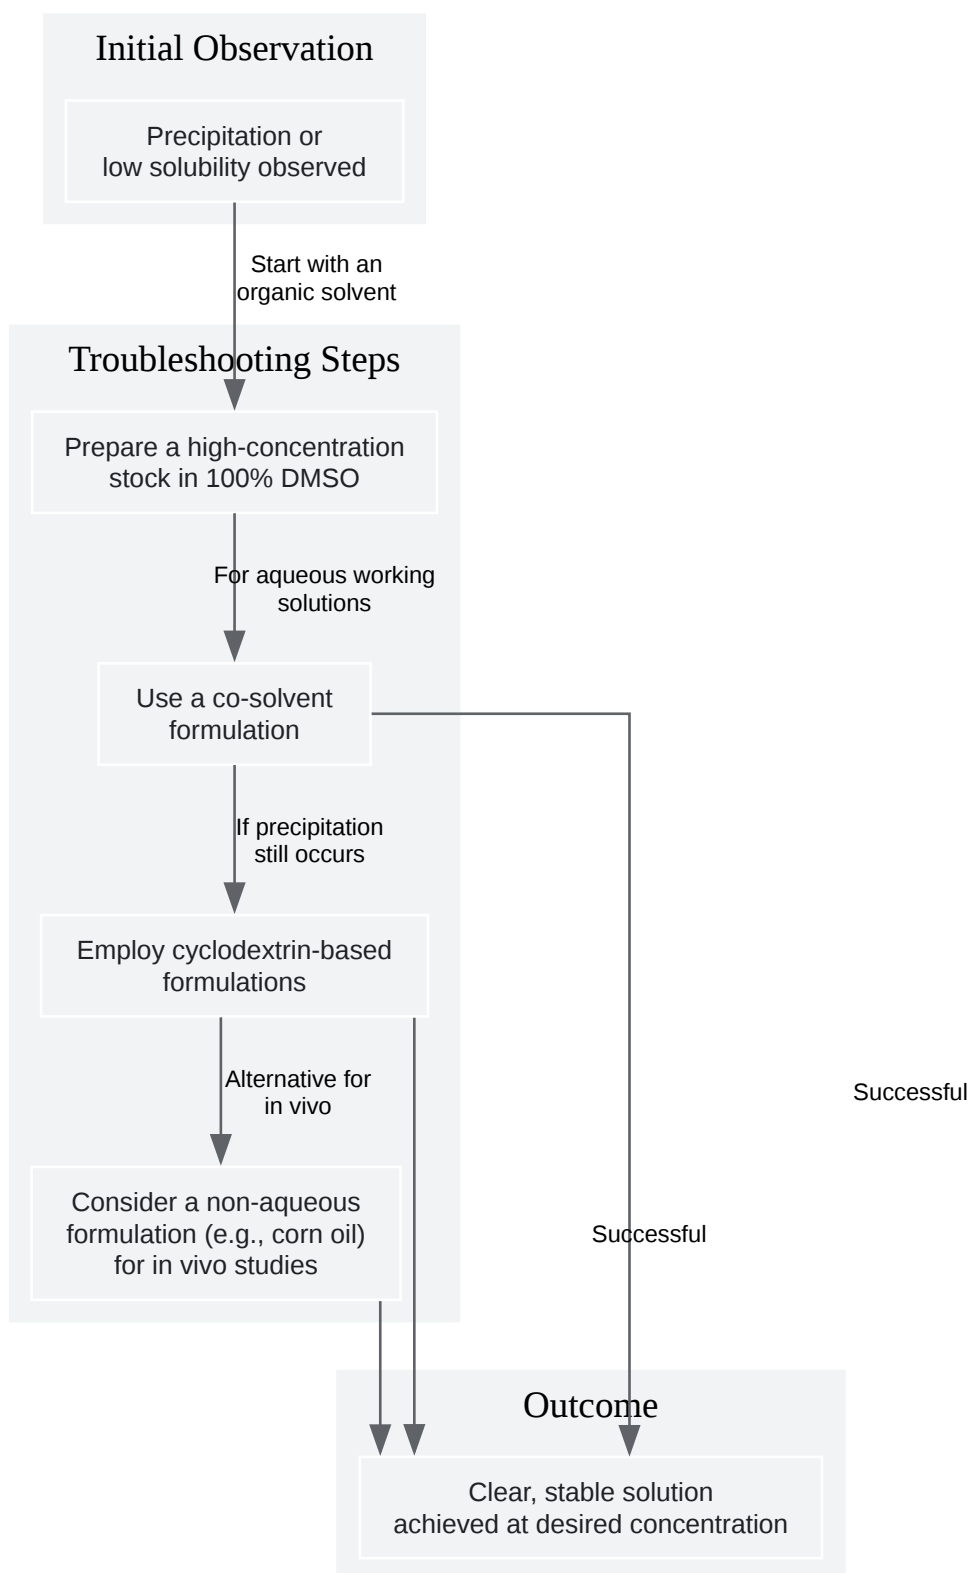 Initial Observation
Precipitation or
low solubility observed
Start with an
organic solvent
Troubleshooting Steps
Prepare a high-concentration
stock in 100% DMSO
For aqueous working
solutions
Use a co-solvent
formulation
If precipitation
still occurs
Employ cyclodextrin-based
formulations
Alternative for
in vivo
Successful
Consider a non-aqueous
formulation (e.g., corn oil)
for in vivo studies
Successful
Outcome
Clear, stable solution
achieved at desired concentration